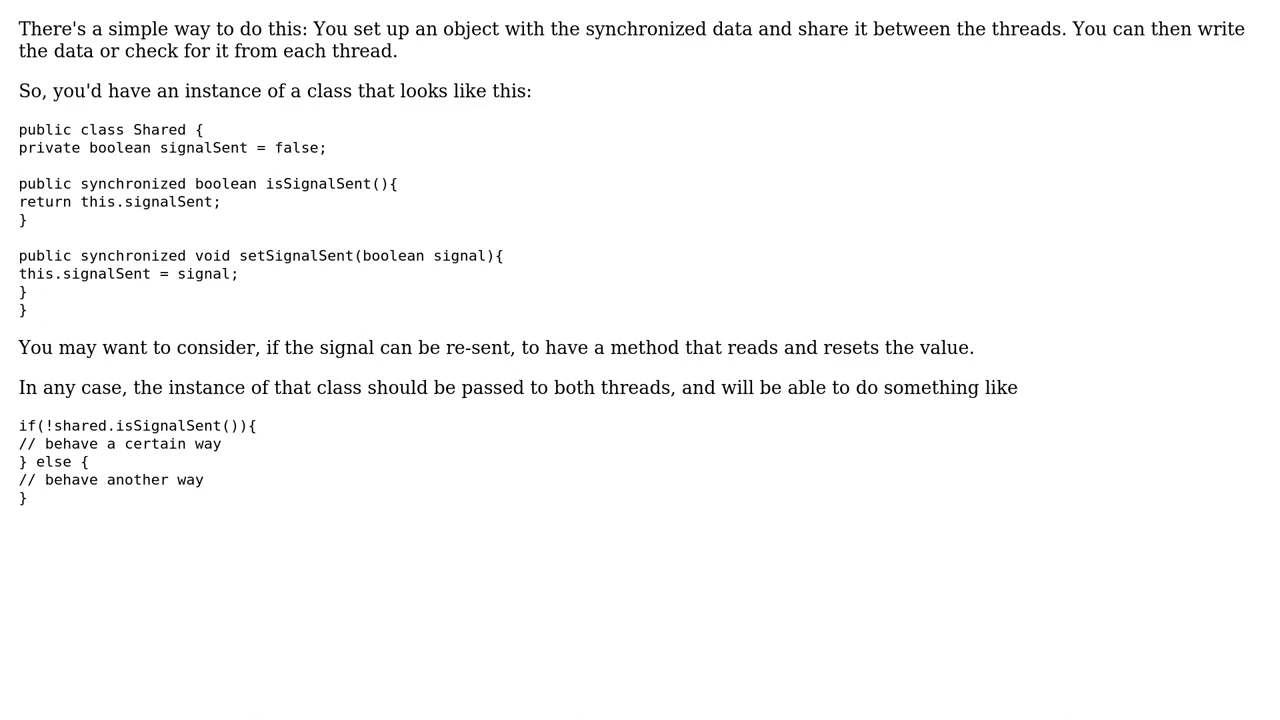 There's a simple way to do this: You set up an object with the synchronized data and share it between the threads. You can then write
the data or check for it from each thread.
So, you'd have an instance of a class that looks like this:
public class Shared {
private boolean signalSent = false;
public synchronized boolean isSignalSent(){
return this.signalSent;
}
public synchronized void setSignalSent(boolean signal){
this.signalSent = signal;
}
}
You may want to consider, if the signal can be re-sent, to have a method that reads and resets the value.
In any case, the instance of that class should be passed to both threads, and will be able to do something like
if(!shared.isSignalSent()){
// behave a certain way
} else {
// behave another way
}